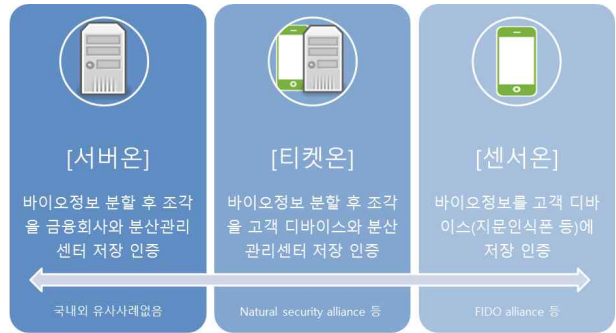 [서버온]
바이오정보 분할 후 조각
을 금융회사와 분산관리
센터 저장 인증
국내외 유사사례없음
[티켓온]
바이오정보 분할 후 조각
을 고객 디바이스와 분산
관리센터 저장 인증
Natural security alliance 등
[센서온]
바이오정보를 고객 디바
이스(지문인식폰 등)에
저장 인증
FIDO alliance 등